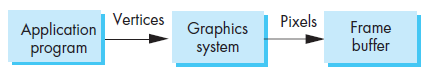 Application
program
Vertices
Graphics
system
Pixels
Frame
buffer